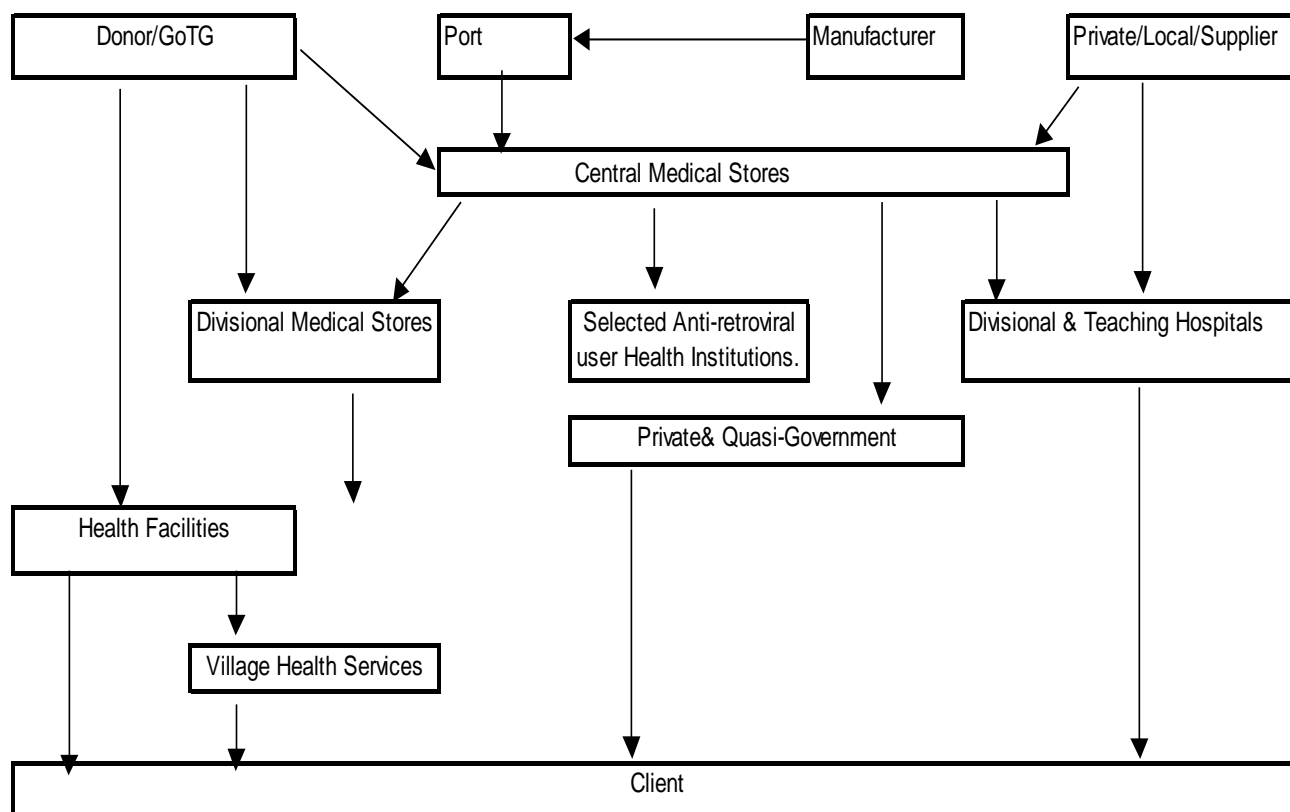 Donor/GoTG
Port
Manufacturer
Private/Local/Supplier
Central Medical Stores
Divisional Medical Stores
Selected Anti-retroviral
user Health Institutions.
Divisional & Teaching Hospitals
Private& Quasi-Government
Health Facilities
Village Health Services
Client